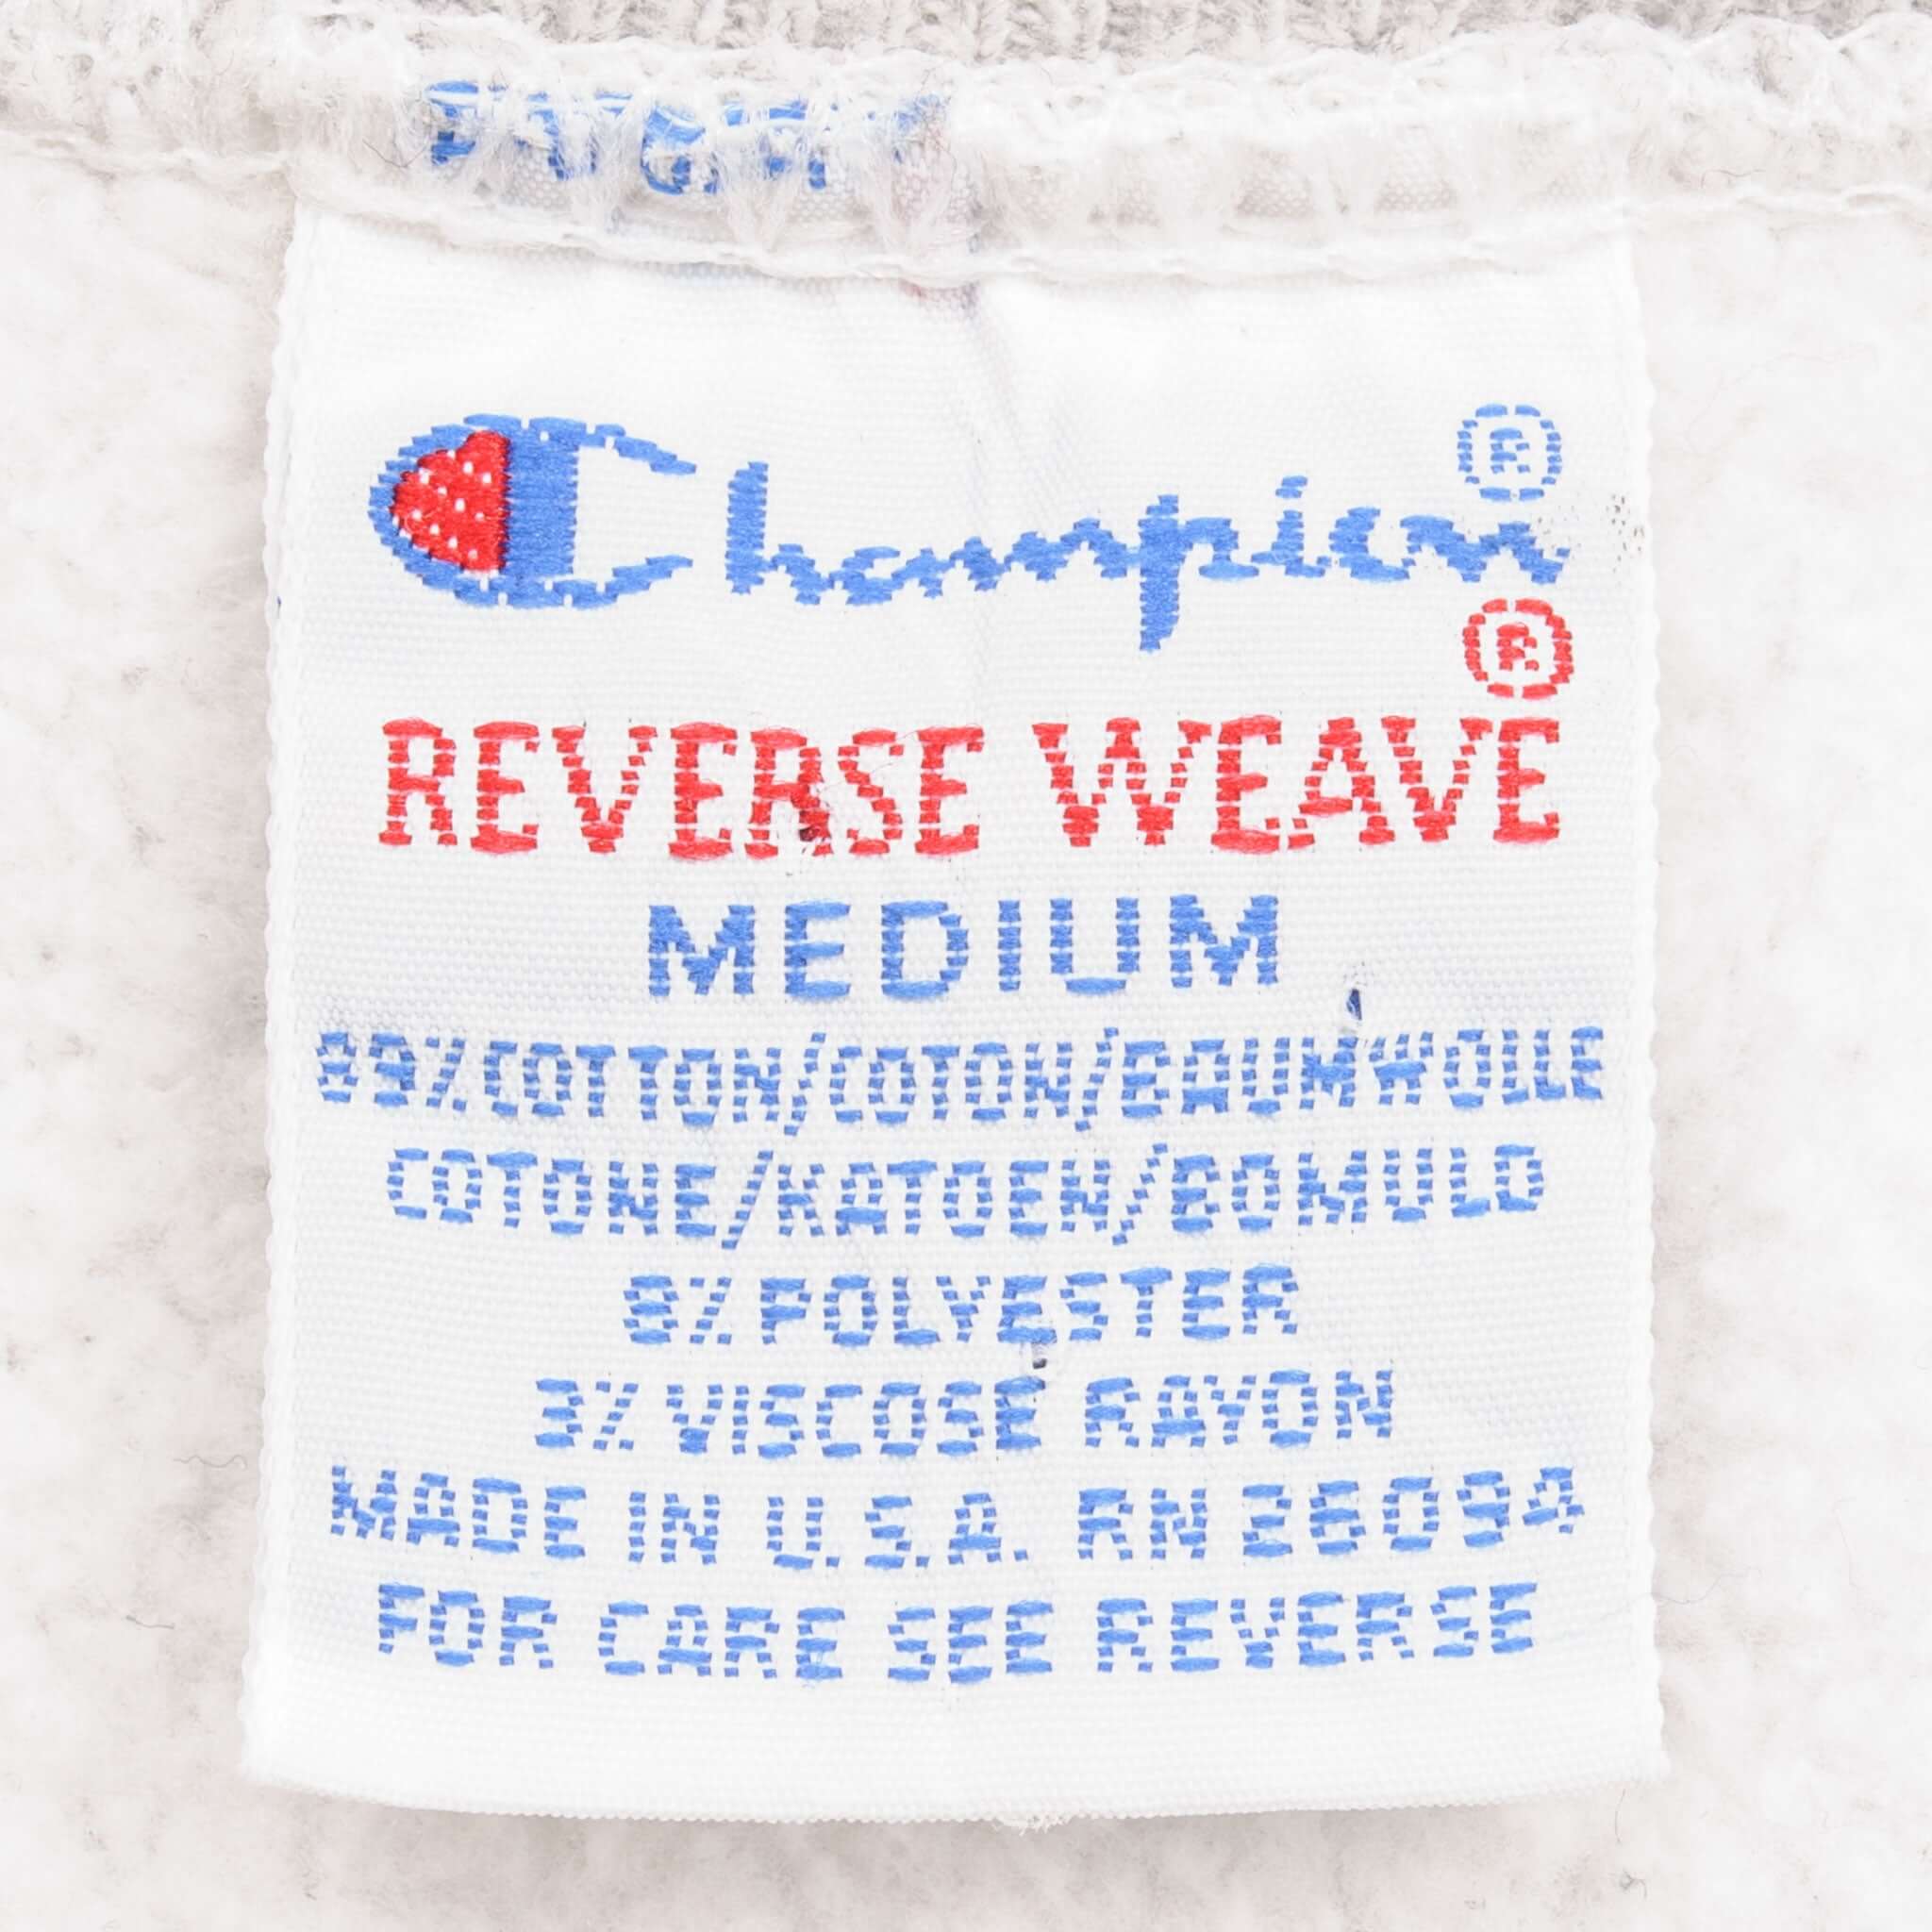 Champion®
®
REVERSE WEAVE
MEDIUM
89% COTTON/COTON/BAUMWOLLE
COTONE/KATOEN/BOMULD
8% POLYESTER
3% VISCOSE RAYON
MADE IN U.S.A. RN 26094
FOR CARE SEE REVERSE